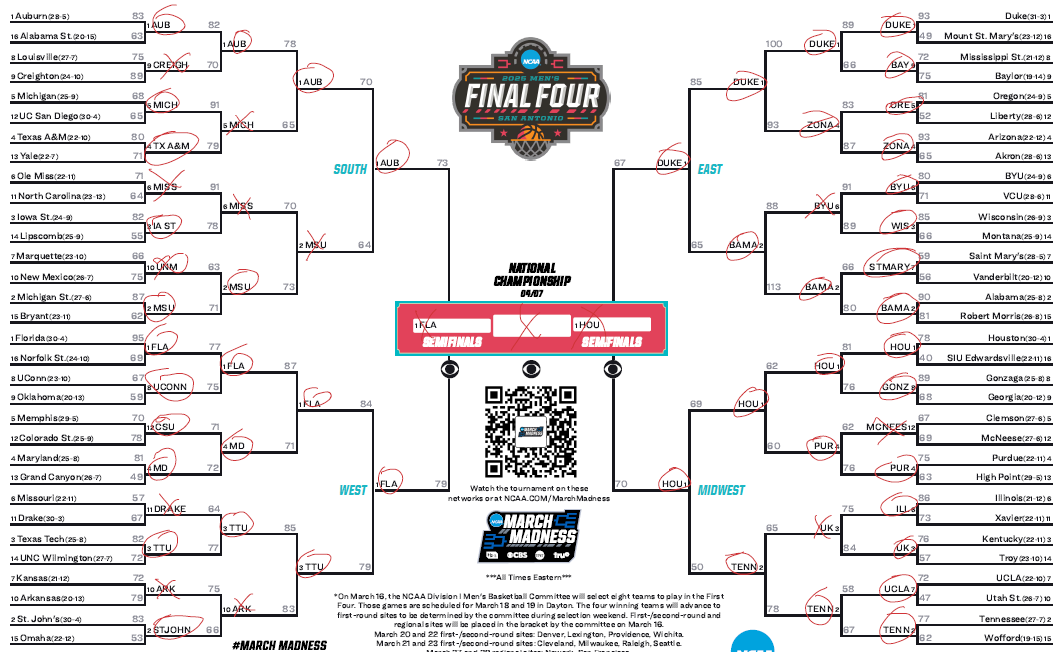 1 Auburn(28-5) 83
16 Alabama St.(20-15) 63
1 AUB 82
8 Louisville(27-7) 75
9 Creighton(24-10) 89
9 CREIGH 70
1 AUB 78
5 Michigan(25-9) 68
12 UC San Diego(30-4) 65
5 MICH 91
4 Texas A&M(22-10) 80
13 Yale(22-7) 71
4 TX A&M 79
5 MICH 65
1 AUB 70
6 Ole Miss(22-11) 71
11 North Carolina(23-13) 64
6 MISS 91
3 Iowa St.(24-9) 82
14 Lipscomb(25-9) 55
3 IA ST 78
6 MISS 70
7 Marquette(23-10) 66
10 New Mexico(26-7) 75
10 UNM 63
2 Michigan St.(27-6) 87
15 Bryant(23-11) 62
2 MSU 71
2 MSU 73
2 MSU 64
SOUTH
1 AUB 73
1 Florida(30-4) 95
16 Norfolk St.(24-10) 69
1 FLA 77
8 UConn(23-10) 67
9 Oklahoma(20-13) 59
8 UCONN 75
1 FLA 87
5 Memphis(29-5) 70
12 Colorado St.(25-9) 78
12 CSU 71
4 Maryland(25-8) 81
13 Grand Canyon(26-7) 49
4 MD 72
4 MD 71
1 FLA 84
6 Missouri(22-11) 57
11 Drake(30-3) 67
11 DRAKE 64
3 Texas Tech(25-8) 82
14 UNC Wilmington(27-7) 72
3 TTU 77
3 TTU 85
7 Kansas(21-12) 72
10 Arkansas(20-13) 79
10 ARK 75
2 St. John's(30-4) 83
15 Omaha(22-12) 53
2 STJOHN 66
10 ARK 83
3 TTU 79
WEST
1 FLA 79
NCAA
2025 MEN'S
FINAL FOUR
SAN ANTONIO
NATIONAL
CHAMPIONSHIP
04/07
1 FLA
1 HOU
SEMIFINALS
SEMIFINALS
Watch the tournament on these
networks or at NCAA.COM/MarchMadness
NCAA
MARCH
MADNESS
CBS
truTV
***All Times Eastern***
*On March 16, the NCAA Division I Men's Basketball Committee will select eight teams to play in the First
Four. Those games are scheduled for March 18 and 19 in Dayton. The four winning teams will advance to
first-round sites to be determined by the committee during selection weekend. First-/second-round and
regional sites will be placed in the bracket by the committee on March 16.
March 20 and 22 first-/second-round sites: Denver, Lexington, Providence, Wichita.
March 21 and 23 first-/second-round sites: Cleveland, Milwaukee, Raleigh, Seattle.
#MARCH MADNESS
93 Duke(31-3) 1
49 Mount St. Mary's(23-12) 16
89 DUKE 1
72 Mississippi St.(21-12) 8
75 Baylor(19-14) 9
66 BAY 9
100 DUKE 1
81 Oregon(24-9) 5
52 Liberty(28-6) 12
83 ORE 5
93 Arizona(22-12) 4
65 Akron(28-6) 13
87 ZONA 4
93 ZONA 4
85 DUKE 1
80 BYU(24-9) 6
71 VCU(28-6) 11
91 BYU 6
85 Wisconsin(26-9) 3
66 Montana(25-9) 14
89 WIS 3
88 BYU 6
59 Saint Mary's(28-5) 7
56 Vanderbilt(20-12) 10
66 STMARY 7
90 Alabama(25-8) 2
81 Robert Morris(26-8) 15
80 BAMA 2
113 BAMA 2
65 BAMA 2
EAST
67 DUKE 1
78 Houston(30-4) 1
40 SIU Edwardsville(22-11) 16
81 HOU 1
89 Gonzaga(25-8) 8
68 Georgia(20-12) 9
76 GONZ 8
62 HOU 1
67 Clemson(27-6) 5
69 McNeese(27-6) 12
62 MCNEES 12
75 Purdue(22-11) 4
63 High Point(29-5) 13
76 PUR 4
60 PUR 4
69 HOU 1
86 Illinois(21-12) 6
73 Xavier(22-11) 11
75 ILL 6
76 Kentucky(22-11) 3
57 Troy(23-10) 14
84 UK 3
65 UK 3
72 UCLA(22-10) 7
47 Utah St.(26-7) 10
58 UCLA 7
77 Tennessee(27-7) 2
62 Wofford(19-15) 15
67 TENN 2
78 TENN 2
50 TENN 2
MIDWEST
70 HOU 1